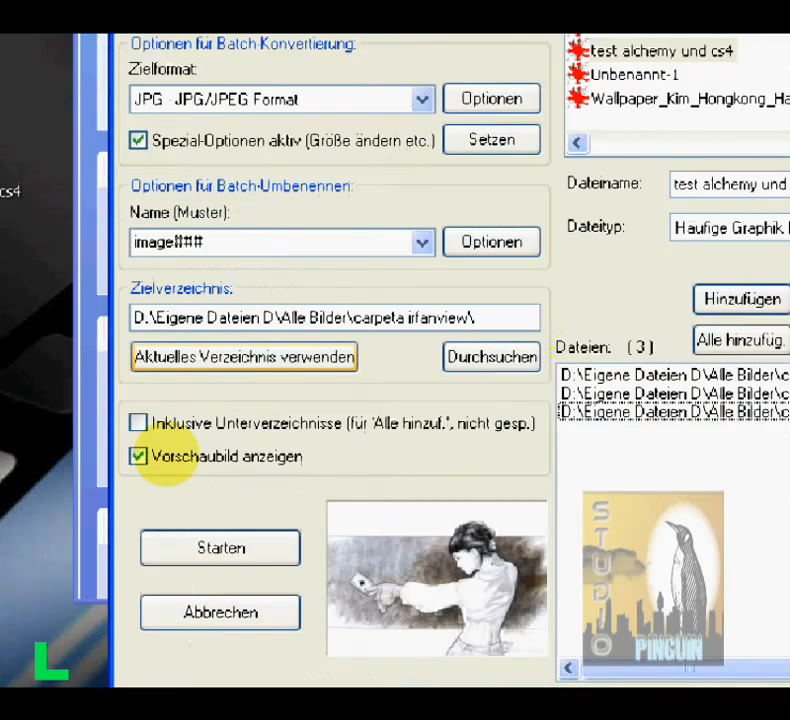 Optionen für Batch-Konvertierung:
Zielformat:
JPG - JPG/JPEG Format
Optionen
Spezial-Optionen aktiv (Größe ändern etc.)
Setzen
Optionen für Batch-Umbenennen:
Name (Muster):
image###
Optionen
Zielverzeichnis:
D:\Eigene Dateien D\Alle Bilder\carpeta irfanview\
Aktuelles Verzeichnis verwenden
Durchsuchen
Inklusive Unterverzeichnisse (für 'Alle hinzuf.', nicht gesp.)
Vorschaubild anzeigen
Starten
Abbrechen
cs4
test alchemy und cs4
Unbenannt-1
Wallpaper_Kim_Hongkong_Ha
Dateiname:
test alchemy und
Dateityp:
Häufige Graphik
Hinzufügen
Alle hinzufüg.
Dateien: ( 3 )
D:\Eigene Dateien D\Alle Bilder\c
D:\Eigene Dateien D\Alle Bilder\c
D:\Eigene Dateien D\Alle Bilder\c
STUDIO
PINGUIN
L